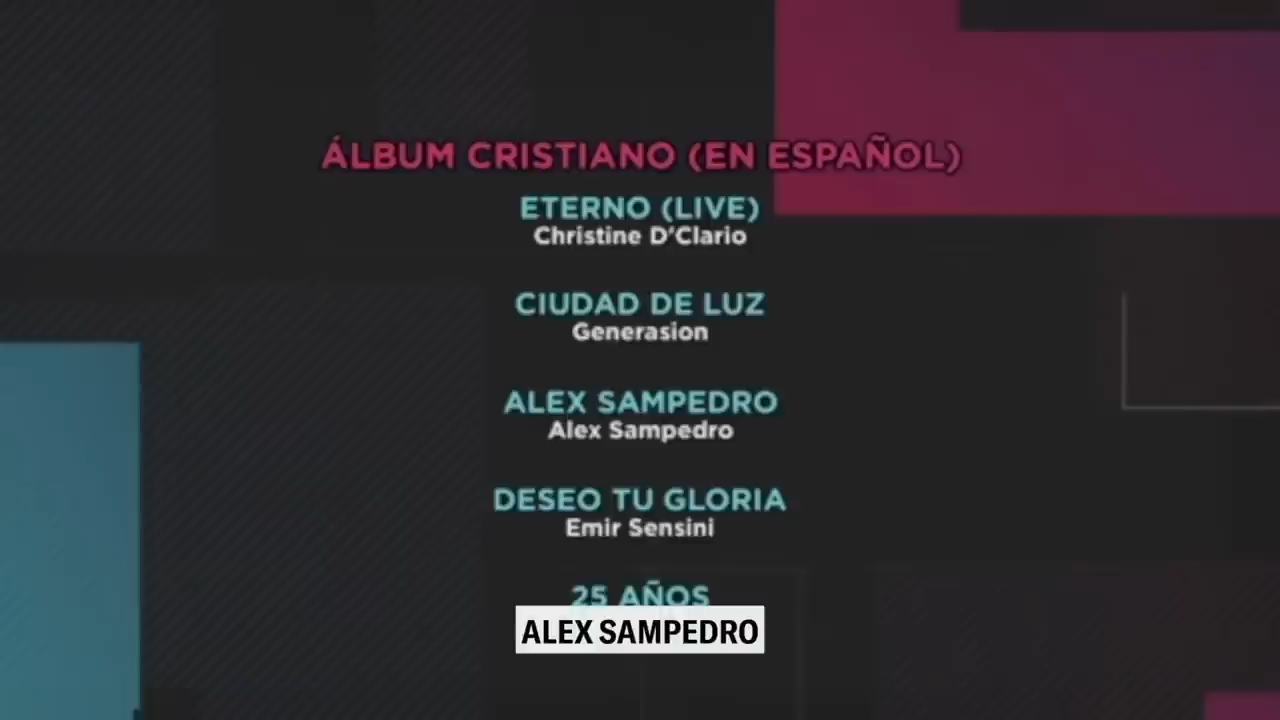 ÁLBUM CRISTIANO (EN ESPAÑOL)
ETERNO (LIVE)
Christine D'Clario
CIUDAD DE LUZ
Generasion
ALEX SAMPEDRO
Alex Sampedro
DESEO TU GLORIA
Emir Sensini
25 AÑOS
ALEX SAMPEDRO